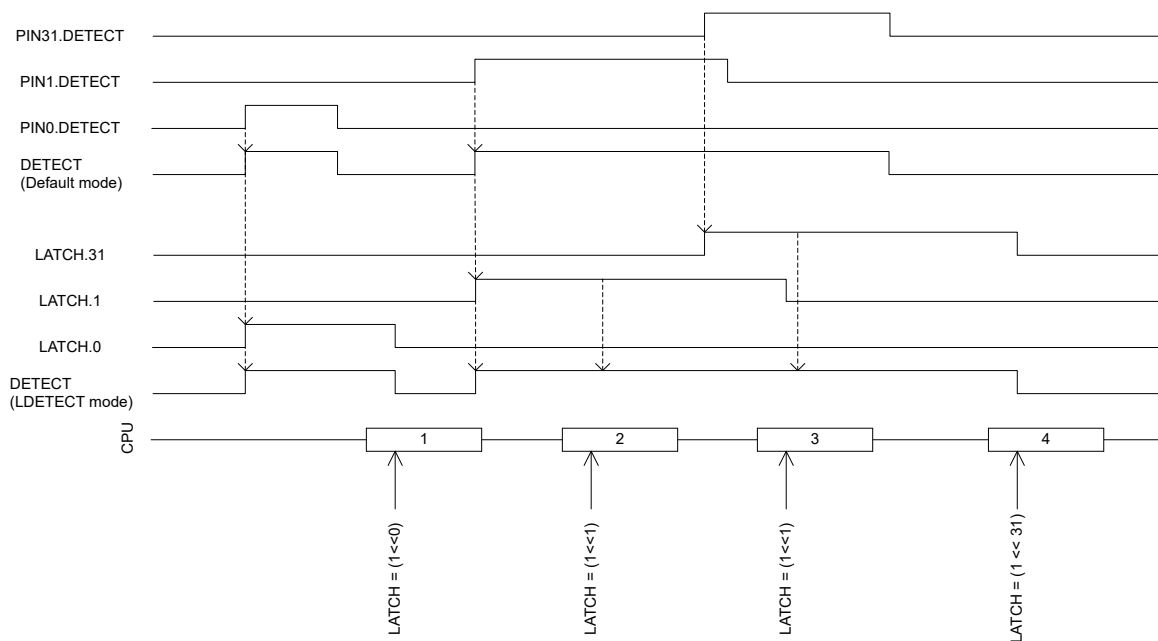 PIN31.DETECT
PIN1.DETECT
PIN0.DETECT
DETECT
(Default mode)
LATCH.31
LATCH.1
LATCH.0
DETECT
(LDETECT mode)
CPU
1
2
3
4
LATCH = (1<<0)
LATCH = (1<<1)
LATCH = (1<<1)
LATCH = (1 << 31)